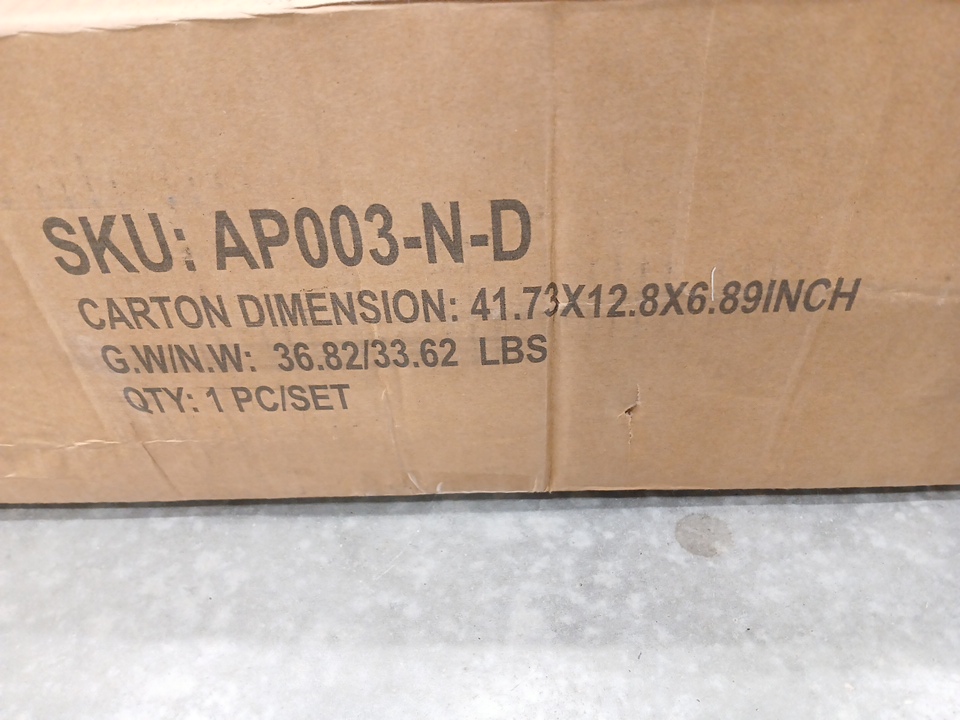 SKU: AP003-N-D
CARTON DIMENSION: 41.73X12.8X6.89INCH
G.W/N.W: 36.82/33.62 LBS
QTY: 1 PC/SET